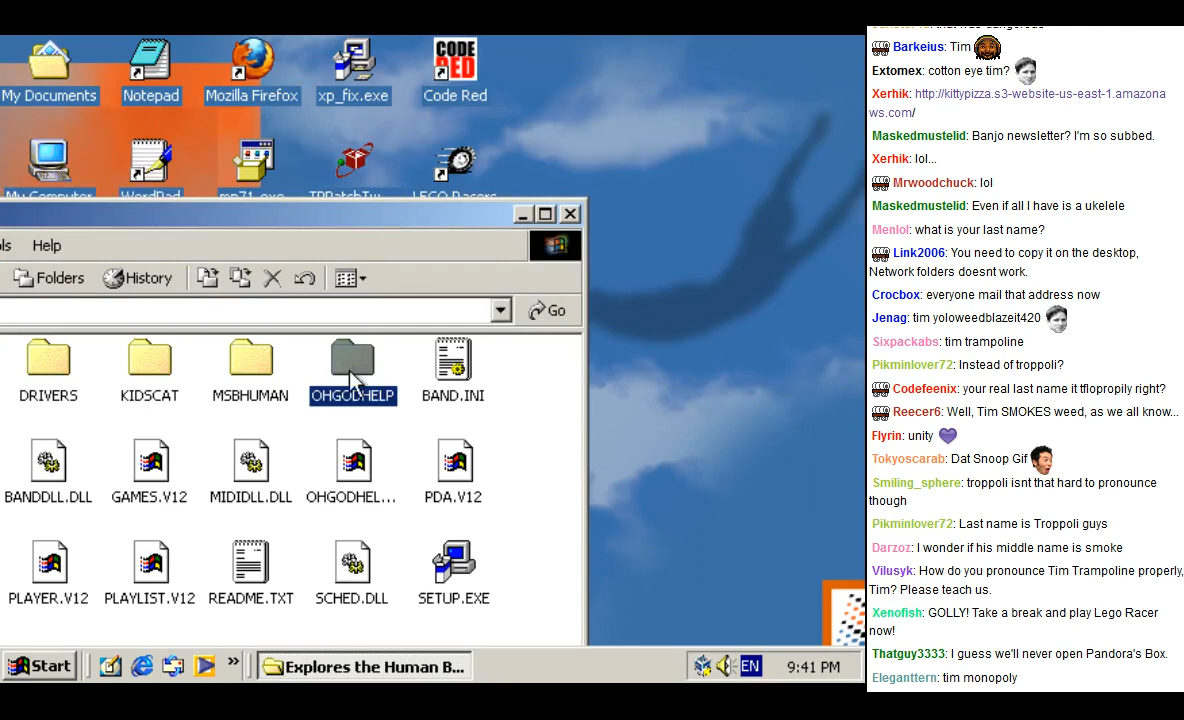 My Documents
Notepad
Mozilla Firefox
xp_fix.exe
CODE
RED
Code Red
My Computer
WordPad
mp71.exe
TPPatchTw...
LEGO Racers
Help
Folders
History
Go
DRIVERS
KIDSCAT
MSBHUMAN
OHGODHELP
BAND.INI
BANDDLL.DLL
GAMES.V12
MIDIDLL.DLL
OHGODHEL...
PDA.V12
PLAYER.V12
PLAYLIST.V12
README.TXT
SCHED.DLL
SETUP.EXE
Start
»
Explores the Human B...
EN
9:41 PM
Barkeius: Tim
Extomex: cotton eye tim?
Xerhik: http://kittypizza.s3-website-us-east-1.amazona
ws.com/
Maskedmustelid: Banjo newsletter? I'm so subbed.
Xerhik: lol...
Mrwoodchuck: lol
Maskedmustelid: Even if all I have is a ukelele
Menlol: what is your last name?
Link2006: You need to copy it on the desktop,
Network folders doesnt work.
Crocbox: everyone mail that address now
Jenag: tim yoloweedblazeit420
Sixpackabs: tim trampoline
Pikminlover72: Instead of troppoli?
Codefeenix: your real last name it tflopropily right?
Reecer6: Well, Tim SMOKES weed, as we all know...
Flyrin: unity
Tokyoscarab: Dat Snoop Gif
Smiling_sphere: troppoli isnt that hard to pronounce
though
Pikminlover72: Last name is Troppoli guys
Darzoz: I wonder if his middle name is smoke
Vilusyk: How do you pronounce Tim Trampoline properly,
Tim? Please teach us.
Xenofish: GOLLY! Take a break and play Lego Racer
now!
Thatguy3333: I guess we'll never open Pandora's Box.
Eleganttern: tim monopoly